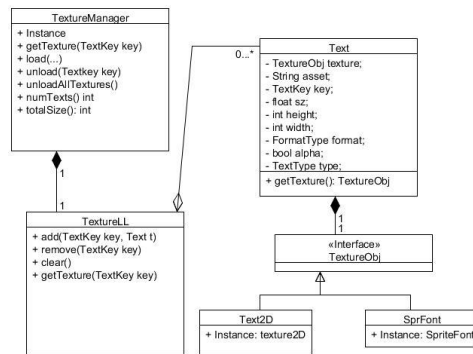 TextureManager
+ Instance
+ getTexture(TextKey key)
+ load(...)
+ unload(Textkey key)
+ unloadAllTextures()
+ numTexts() int
+ totalSize(): int
1
1
TextureLL
+ add(TextKey key, Text t)
+ remove(TextKey key)
+ clear()
+ getTexture(TextKey key)
0...*
Text
- TextureObj texture;
- String asset;
- TextKey key;
- float sz;
- int height;
- int width;
- FormatType format;
- bool alpha;
- TextType type;
+ getTexture(): TextureObj
1
1
«Interface»
TextureObj
Text2D
+ Instance: texture2D
SprFont
+ Instance: SpriteFont